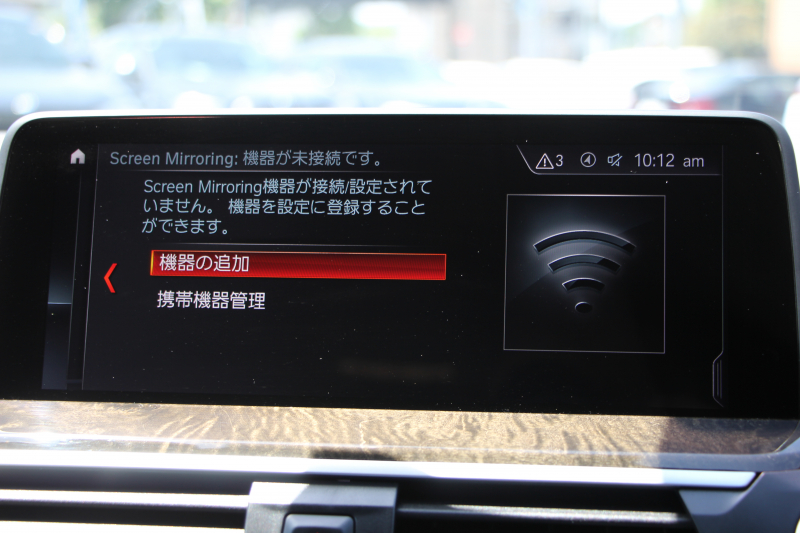 Screen Mirroring: 機器が未接続です。
3 10:12 am
Screen Mirroring機器が接続/設定されて
いません。 機器を設定に登録すること
ができます。
機器の追加
携帯機器管理